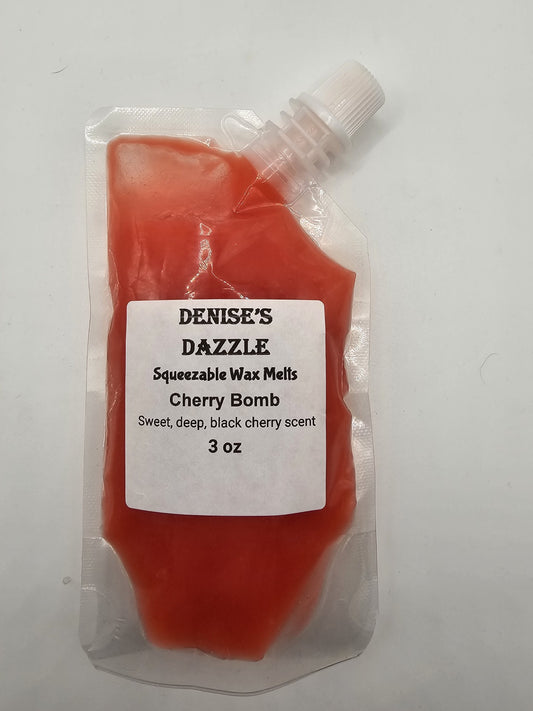 DENISE'S
DAZZLE
Squeezable Wax Melts
Cherry Bomb
Sweet, deep, black cherry scent
3 oz